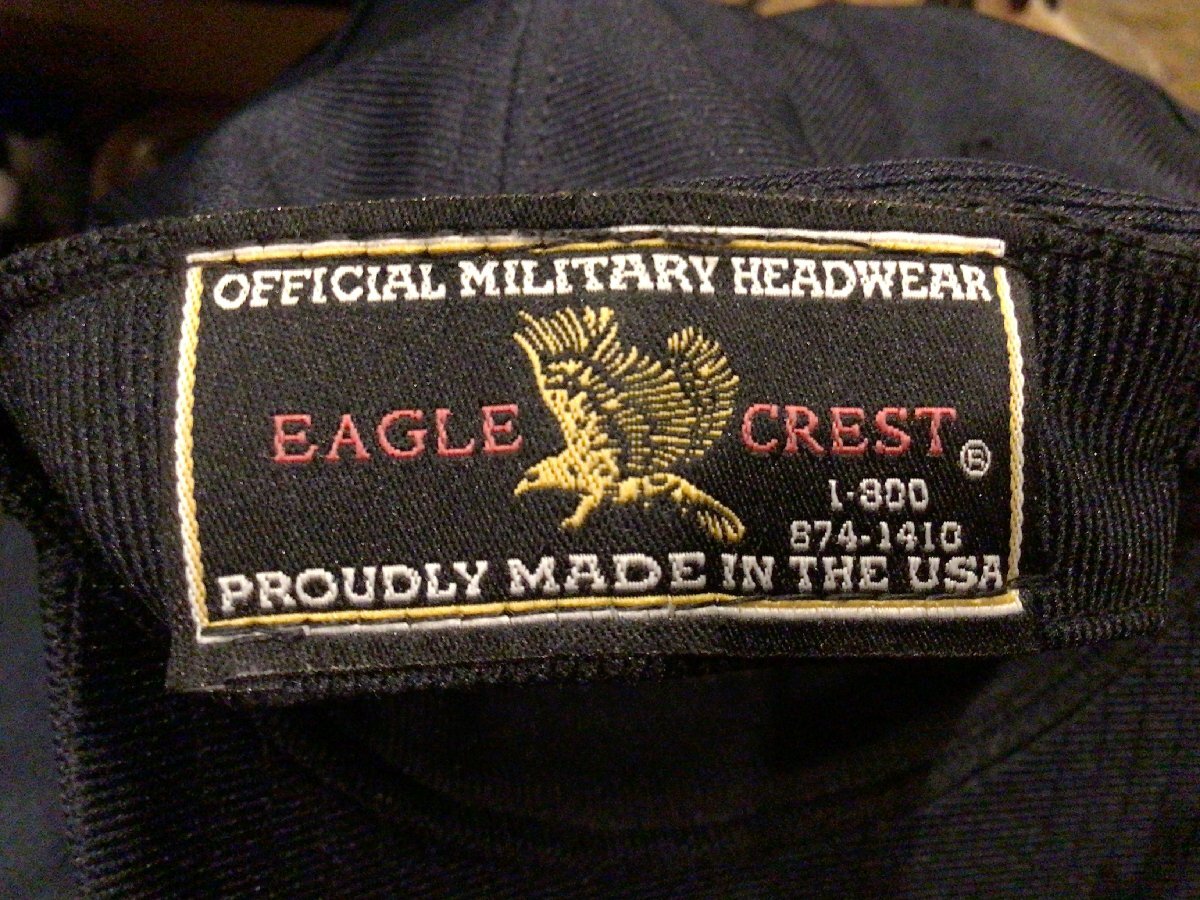 OFFICIAL MILITARY HEADWEAR
EAGLE CREST ®
1-800
874-1410
PROUDLY MADE IN THE USA